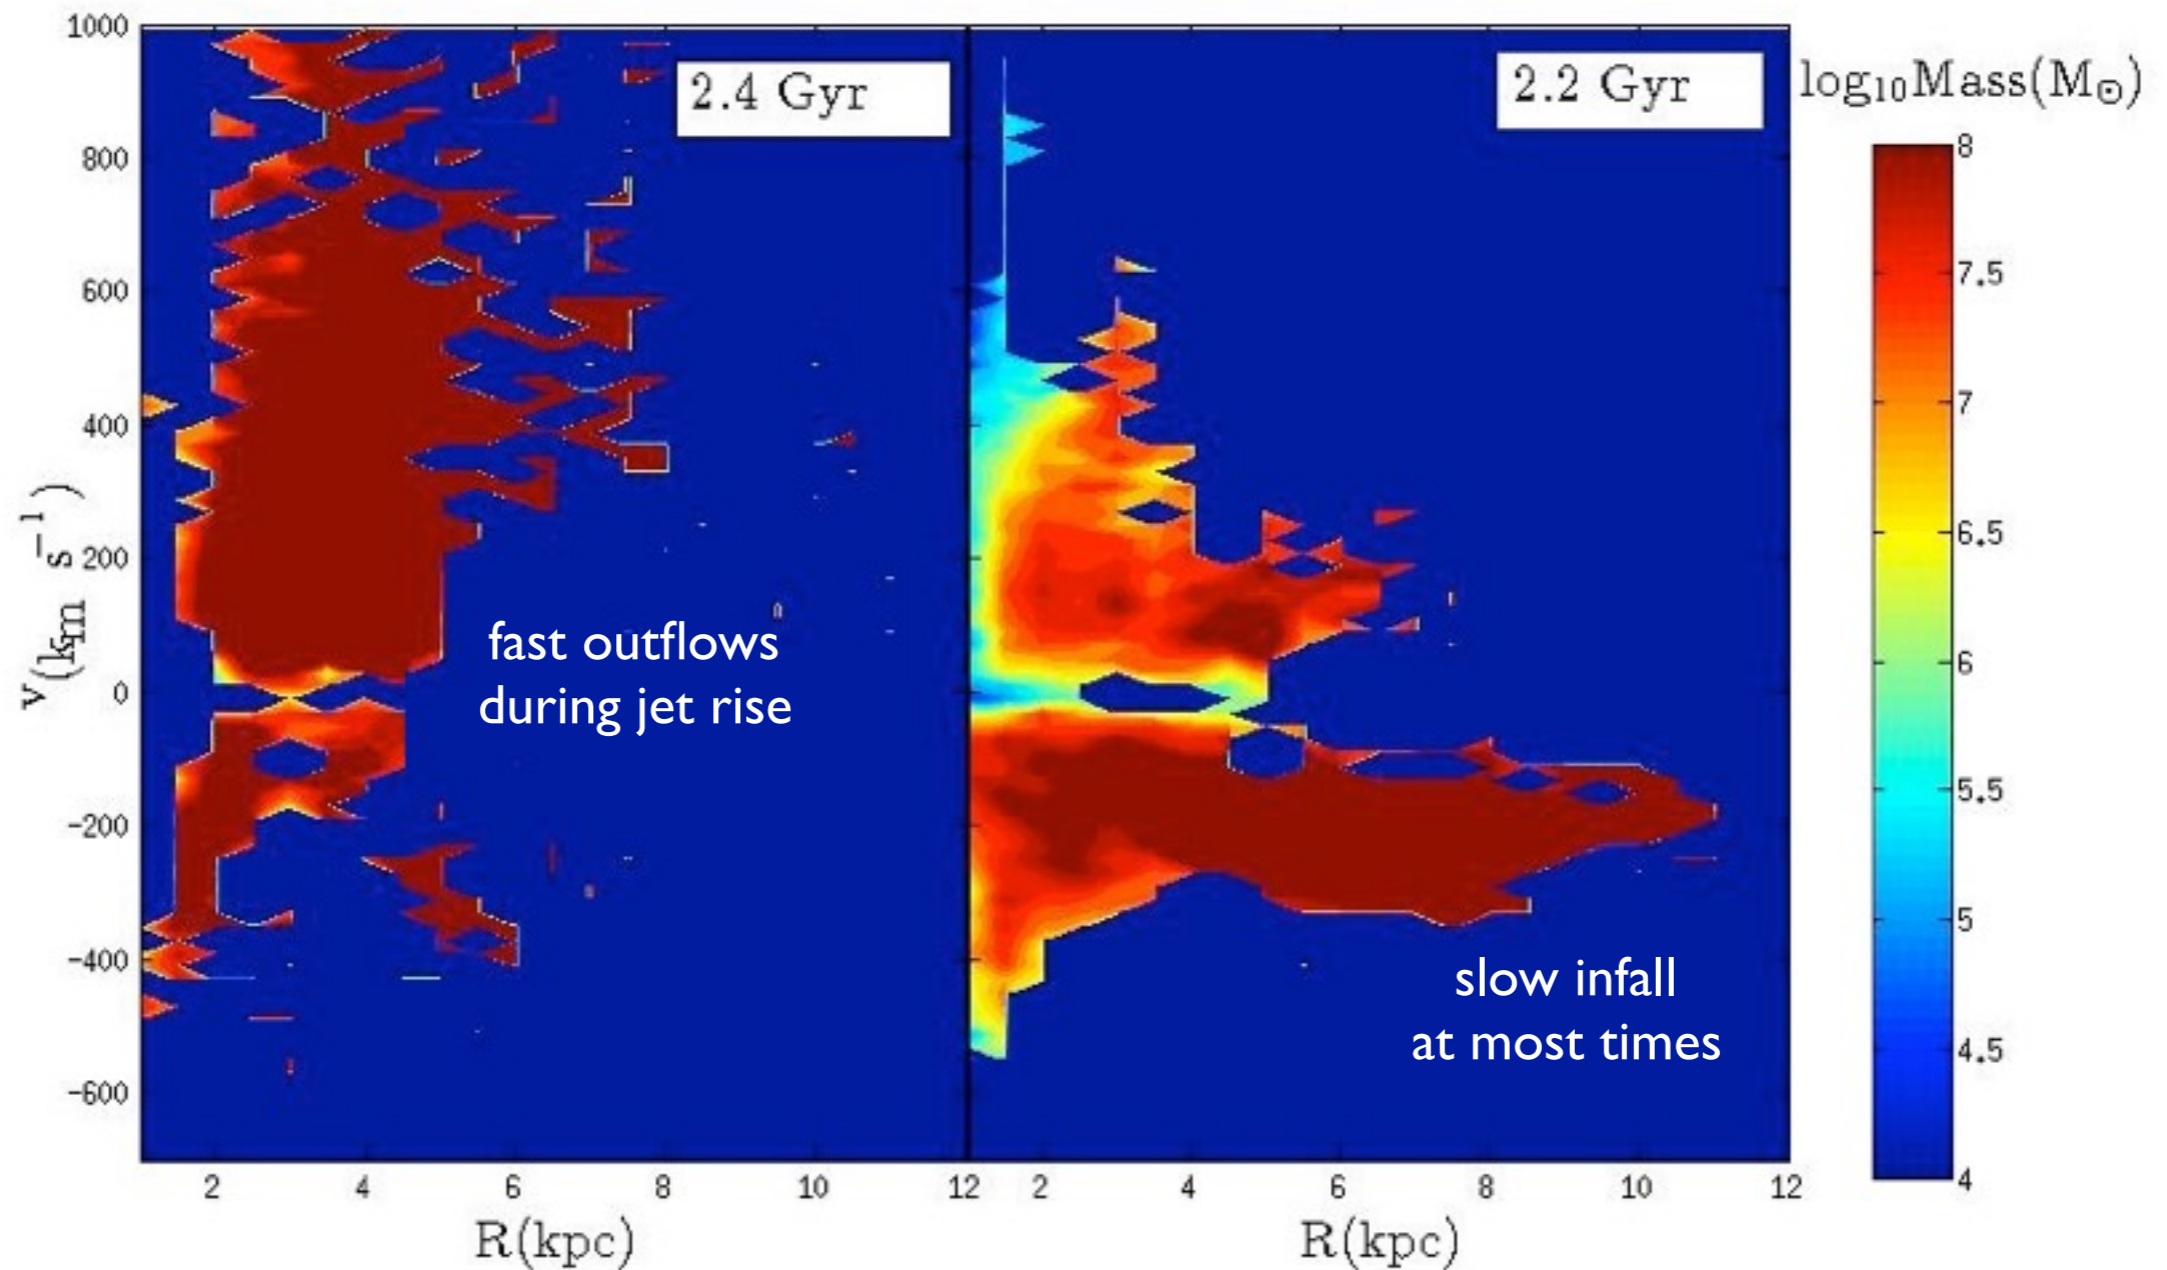 1000
800
600
400
200
0
−200
−400
−600
v(km s⁻¹)
2.4 Gyr
2.2 Gyr
fast outflows
during jet rise
slow infall
at most times
2 4 6 8 10 12 2 4 6 8 10 12
R(kpc) R(kpc)
log₁₀Mass(M☉)
8
7.5
7
6.5
6
5.5
5
4.5
4